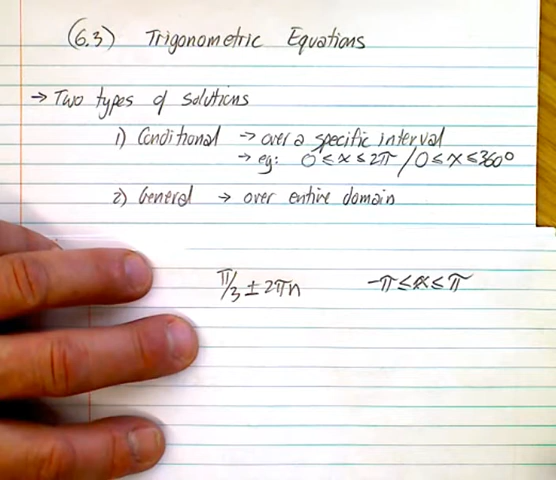 (6.3) Trigonometric Equations
→ Two types of solutions
1) Conditional → over a specific interval
→ eg: 0 ≤ x ≤ 2π / 0 ≤ x ≤ 360°
2) General → over entire domain
π/3 ± 2πn -π ≤ x ≤ π